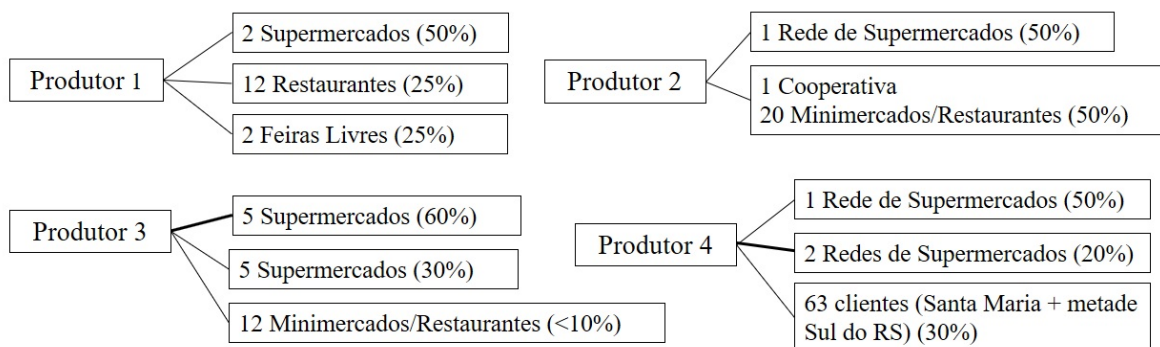 Produtor 1
2 Supermercados (50%)
12 Restaurantes (25%)
2 Feiras Livres (25%)
Produtor 2
1 Rede de Supermercados (50%)
1 Cooperativa
20 Minimercados/Restaurantes (50%)
Produtor 3
5 Supermercados (60%)
5 Supermercados (30%)
12 Minimercados/Restaurantes (<10%)
Produtor 4
1 Rede de Supermercados (50%)
2 Redes de Supermercados (20%)
63 clientes (Santa Maria + metade
Sul do RS) (30%)